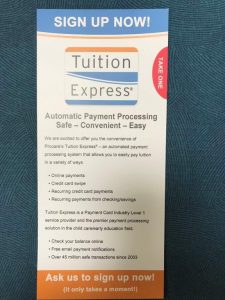 SIGN UP NOW!
TAKE ONE
Tuition
Express®
Automatic Payment Processing
Safe – Convenient – Easy
We are excited to offer you the convenience of
Procare's Tuition Express® – an automated payment
processing system that allows you to easily pay tuition
in a variety of ways.
• Online payments
• Credit card swipe
• Recurring credit card payments
• Recurring payments from checking/savings
Tuition Express is a Payment Card Industry Level 1
service provider and the premier payment processing
solution in the child care/early education field.
• Check your balance online
• Free email payment notifications
• Over 45 million safe transactions since 2003
Ask us to sign up now!
(It only takes a moment!)